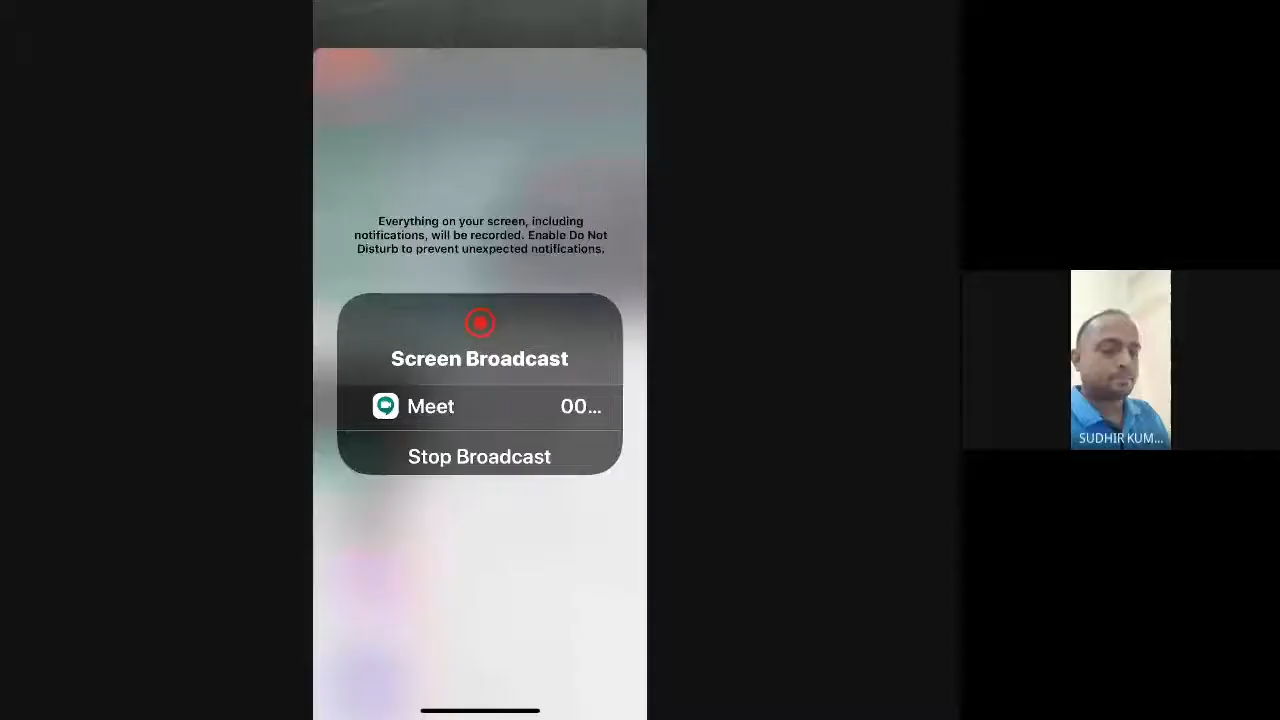 Everything on your screen, including
notifications, will be recorded. Enable Do Not
Disturb to prevent unexpected notifications.
Screen Broadcast
Meet 00...
Stop Broadcast
SUDHIR KUM...